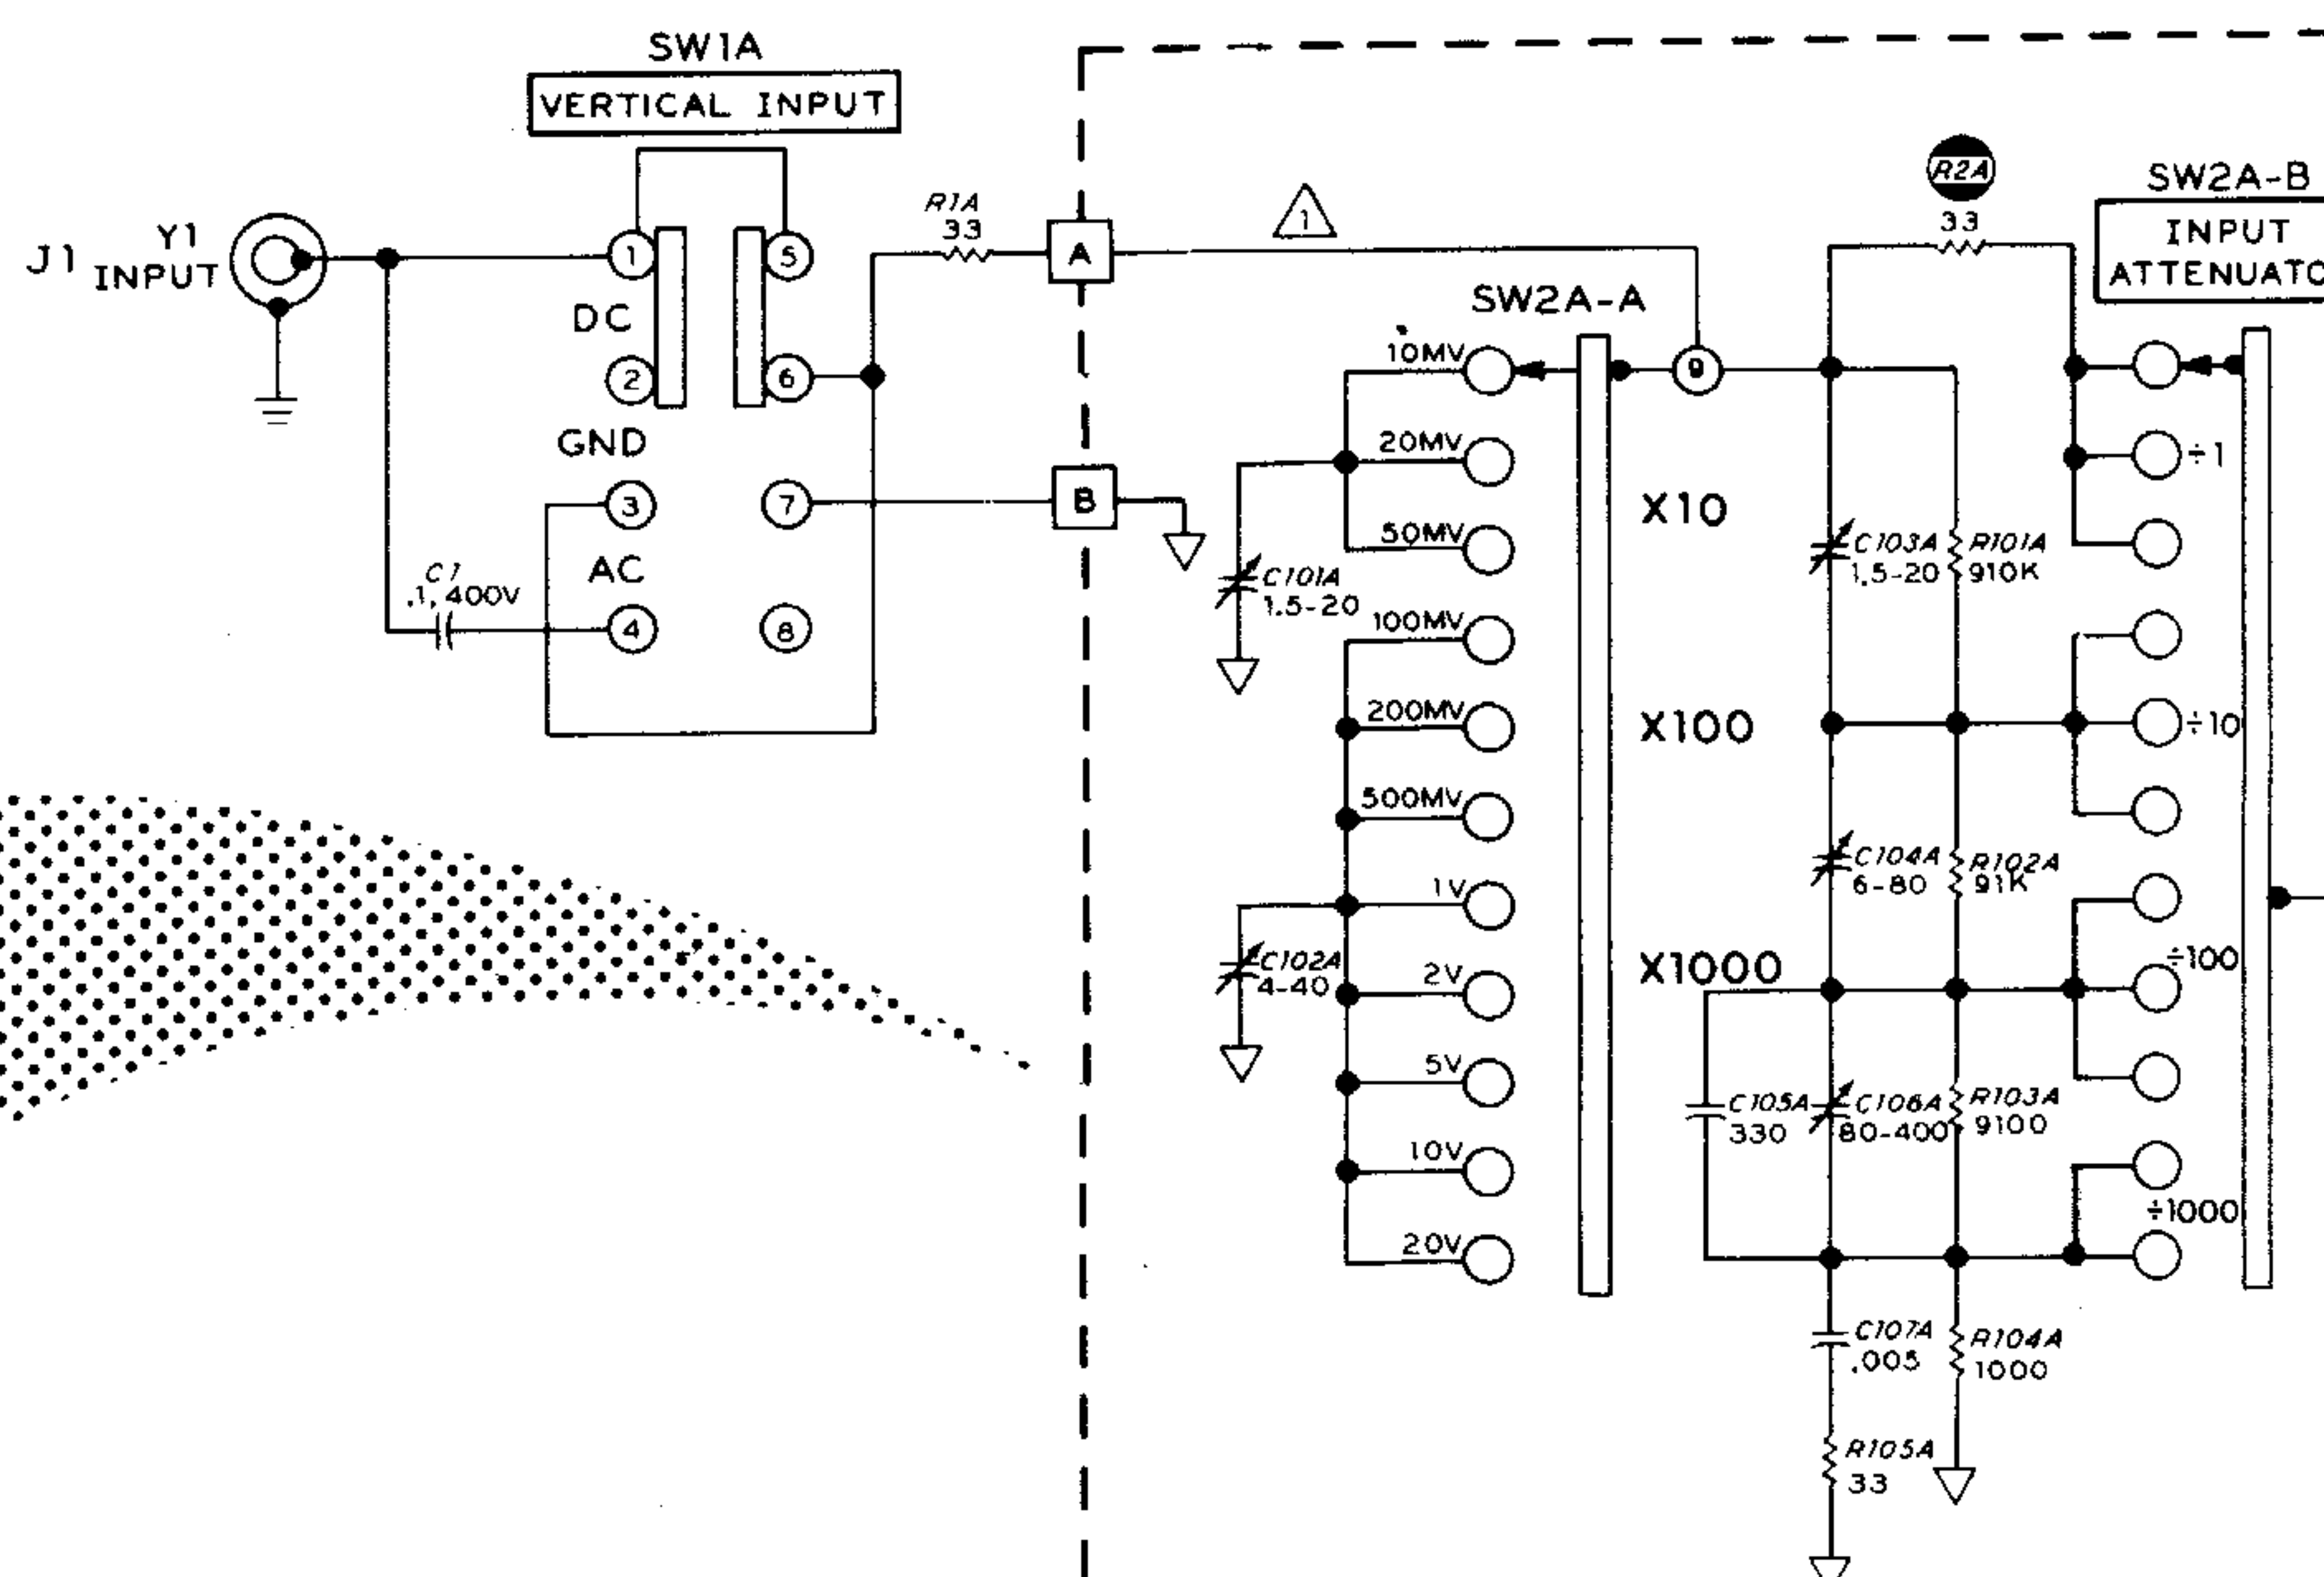 SW1A
VERTICAL INPUT
J1
Y1
INPUT
1
5
DC
2
6
GND
3
7
AC
4
8
C1
.1, 400V
R1A
33
A
B
1
SW2A-A
9
10MV
20MV
50MV
100MV
200MV
500MV
1V
2V
5V
10V
20V
X10
X100
X1000
C101A
1.5-20
C102A
4-40
R2A
33
SW2A-B
INPUT
ATTENUATO
÷1
÷10
÷100
÷1000
C103A
1.5-20
R101A
910K
C104A
6-80
R102A
91K
C105A
330
C106A
80-400
R103A
9100
C107A
.005
R104A
1000
R105A
33